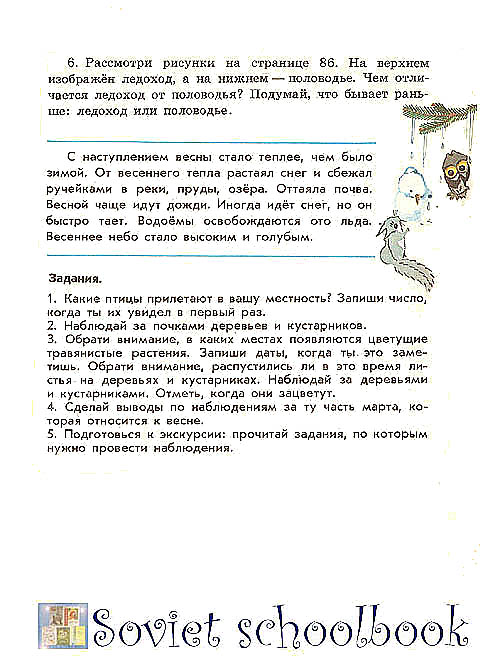 6. Рассмотри рисунки на странице 86. На верхнем
изображён ледоход, а на нижнем — половодье. Чем отли-
чается ледоход от половодья? Подумай, что бывает рань-
ше: ледоход или половодье.
С наступлением весны стало теплее, чем было
зимой. От весеннего тепла растаял снег и сбежал
ручейками в реки, пруды, озёра. Оттаяла почва.
Весной чаще идут дожди. Иногда идёт снег, но он
быстро тает. Водоёмы освобождаются ото льда.
Весеннее небо стало высоким и голубым.
Задания.
1. Какие птицы прилетают в вашу местность? Запиши число,
когда ты их увидел в первый раз.
2. Наблюдай за почками деревьев и кустарников.
3. Обрати внимание, в каких местах появляются цветущие
травянистые растения. Запиши даты, когда ты это заме-
тишь. Обрати внимание, распустились ли в это время ли-
стья на деревьях и кустарниках. Наблюдай за деревьями
и кустарниками. Отметь, когда они зацветут.
4. Сделай выводы по наблюдениям за ту часть марта, ко-
торая относится к весне.
5. Подготовься к экскурсии: прочитай задания, по которым
нужно провести наблюдения.
Soviet schoolbook